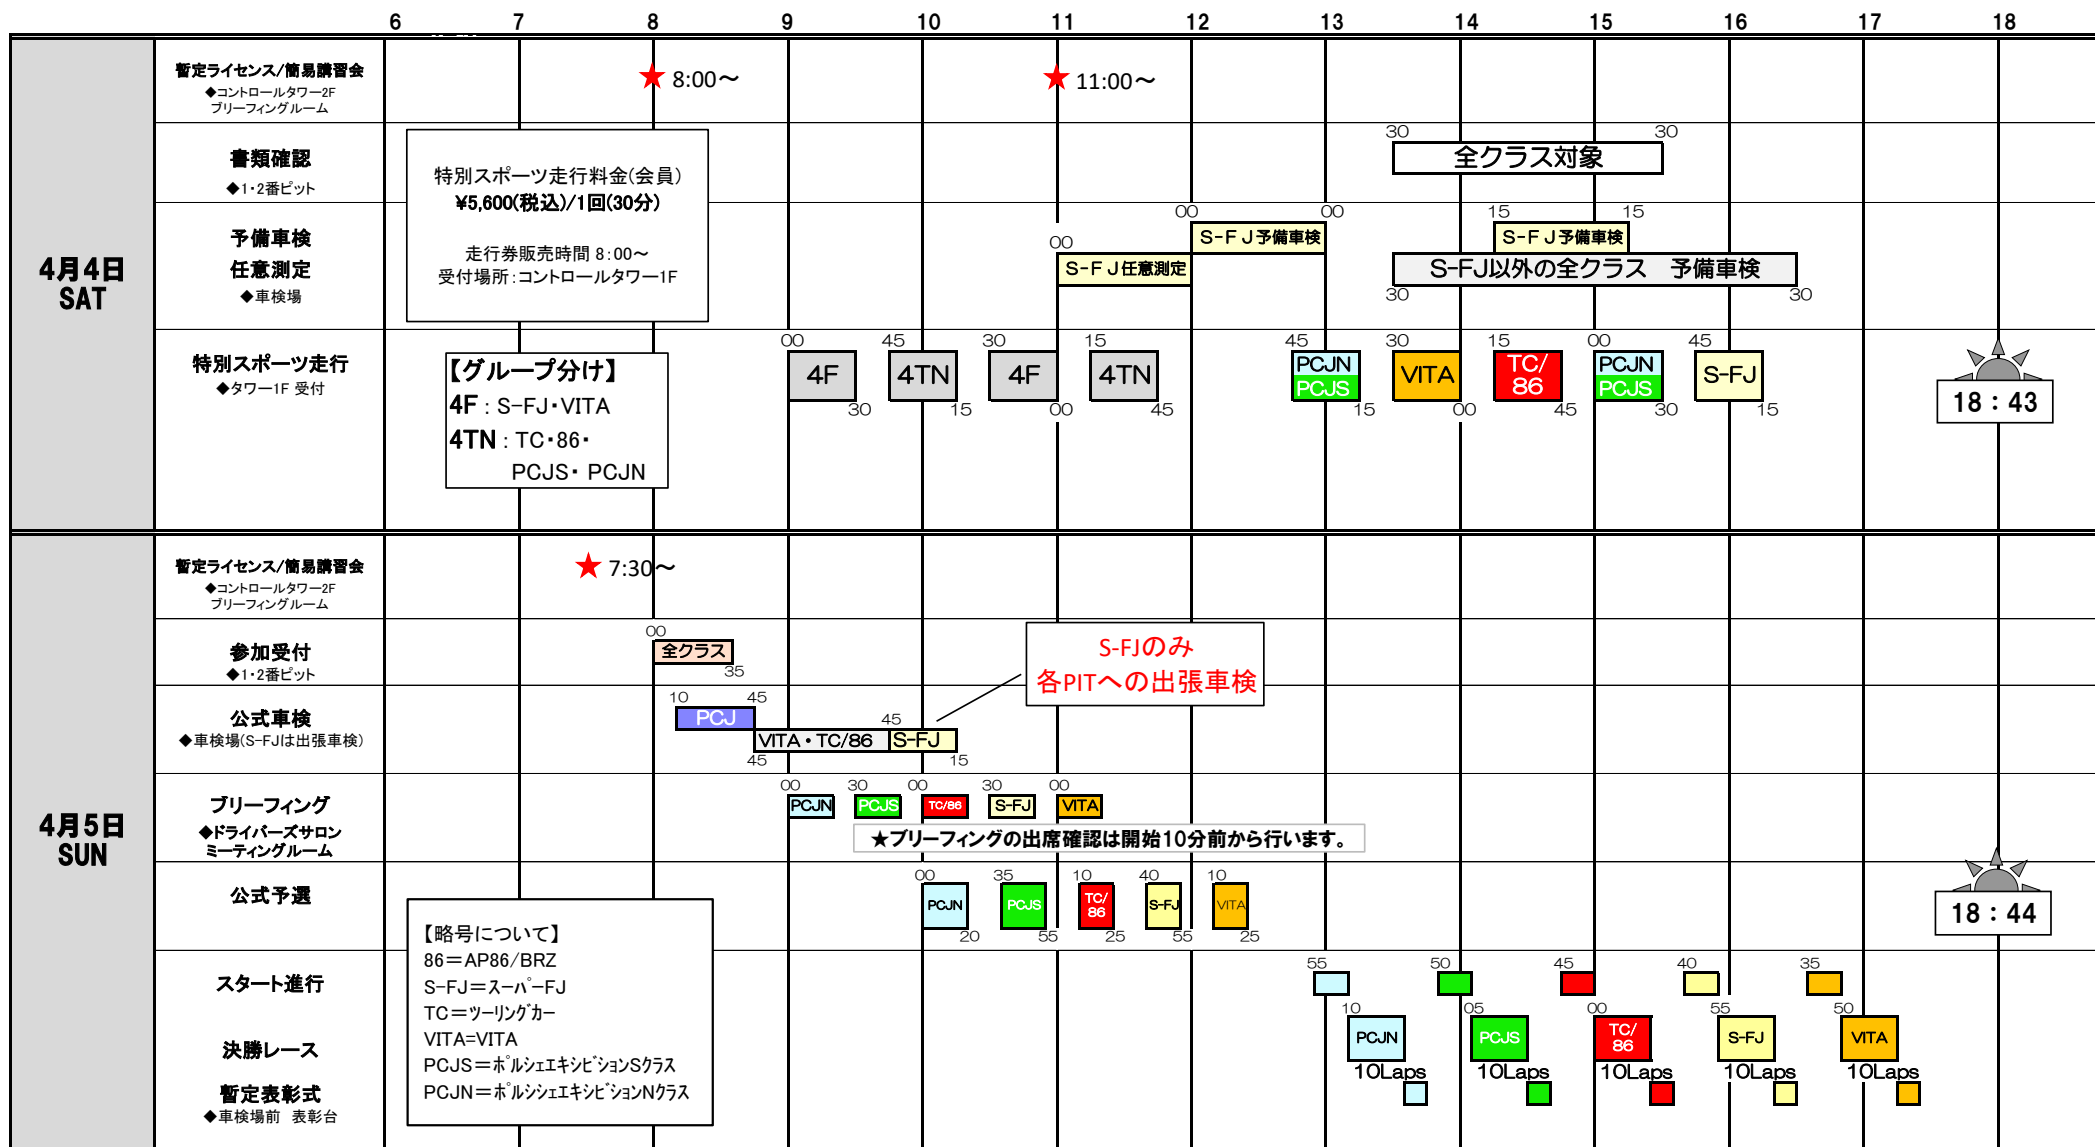 6 7 8 9 10 11 12 13 14 15 16 17 18
4月4日
SAT
暫定ライセンス/簡易講習会
◆コントロールタワー2F
ブリーフィングルーム
★ 8:00～
★ 11:00～
書類確認
◆1・2番ピット
30 30
全クラス対象
特別スポーツ走行料金(会員)
¥5,600(税込)/1回(30分)
走行券販売時間 8:00～
受付場所:コントロールタワー1F
予備車検
任意測定
◆車検場
00
S-FJ任意測定
00 00
S-FJ予備車検
15 15
S-FJ予備車検
S-FJ以外の全クラス 予備車検
30 30
特別スポーツ走行
◆タワー1F 受付
【グループ分け】
4F : S-FJ・VITA
4TN : TC・86・
PCJS・ PCJN
00 45 30 15 45 30 15 00 45
4F 4TN 4F 4TN PCJN VITA TC/ PCJN S-FJ
PCJS 86 PCJS
30 15 00 45 15 00 45 30 15
18：43
4月5日
SUN
暫定ライセンス/簡易講習会
◆コントロールタワー2F
ブリーフィングルーム
★ 7:30～
参加受付
◆1・2番ピット
00
全クラス
35
S-FJのみ
各PITへの出張車検
公式車検
◆車検場(S-FJは出張車検)
10 45 45
PCJ
VITA・TC/86 S-FJ
45 15
ブリーフィング
◆ドライバーズサロン
ミーティングルーム
00 30 00 30 00
PCJN PCJS TC/86 S-FJ VITA
★ブリーフィングの出席確認は開始10分前から行います。
公式予選
00 35 10 40 10
PCJN PCJS TC/ S-FJ VITA
86
20 55 25 55 25
18：44
【略号について】
86＝AP86/BRZ
S-FJ＝スーパーFJ
TC＝ツーリングカー
VITA=VITA
PCJS＝ポルシェエキシビションSクラス
PCJN＝ポルシシェエキシビションNクラス
スタート進行
55 50 45 40 35
決勝レース
10 05 00 55 50
PCJN PCJS TC/ S-FJ VITA
86
10Laps 10Laps 10Laps 10Laps 10Laps
暫定表彰式
◆車検場前 表彰台